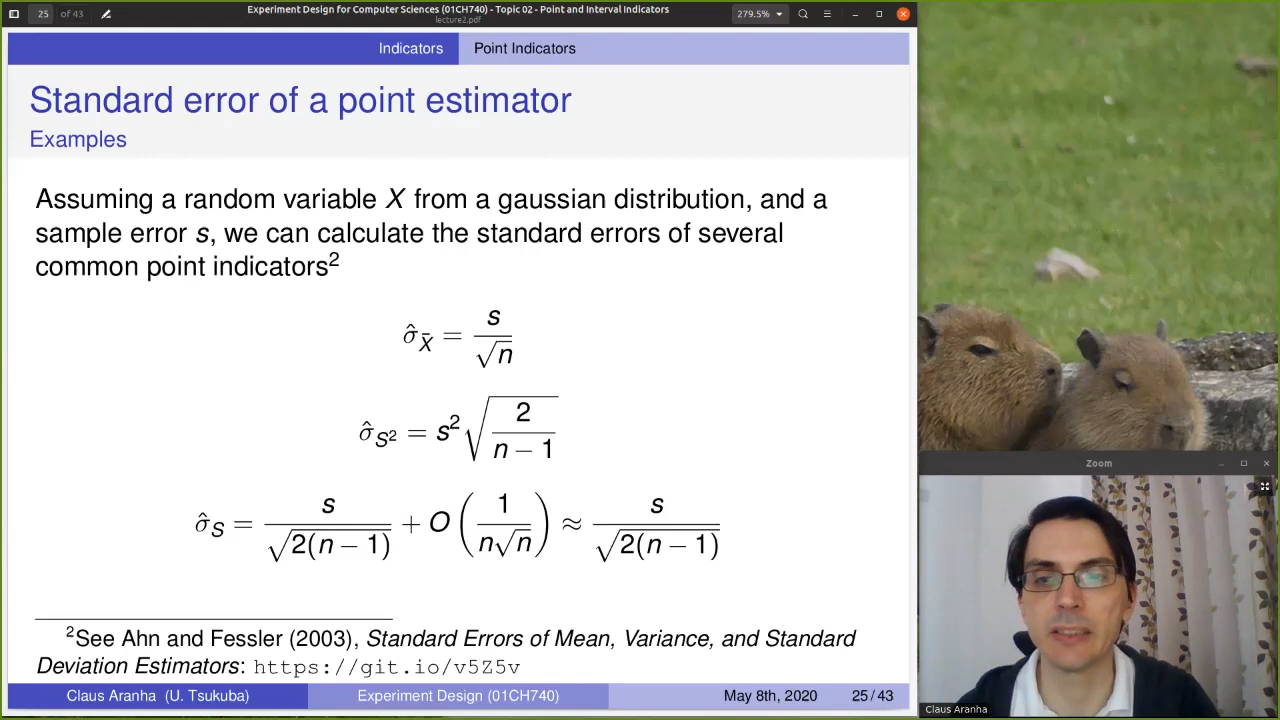 Experiment Design for Computer Sciences (01CH740) - Topic 02 - Point and Interval Indicators
lecture2.pdf
25 of 43
279.5%
Indicators Point Indicators
Standard error of a point estimator
Examples
Assuming a random variable X from a gaussian distribution, and a
sample error s, we can calculate the standard errors of several
common point indicators²
σ̂_X̄ = s/√n
σ̂_S² = s² √(2/(n − 1))
σ̂_S = s/√(2(n − 1)) + O(1/(n√n)) ≈ s/√(2(n − 1))
²See Ahn and Fessler (2003), Standard Errors of Mean, Variance, and Standard
Deviation Estimators: https://git.io/v5Z5v
Claus Aranha (U. Tsukuba) Experiment Design (01CH740) May 8th, 2020 25 / 43
Zoom
Claus Aranha